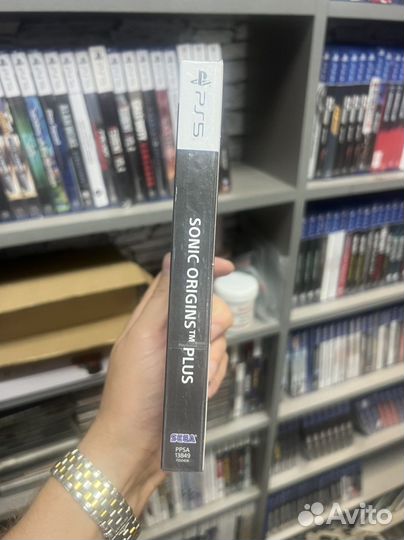 PS5
SONIC ORIGINS™ PLUS
SEGA
PPSA
13849
Avito